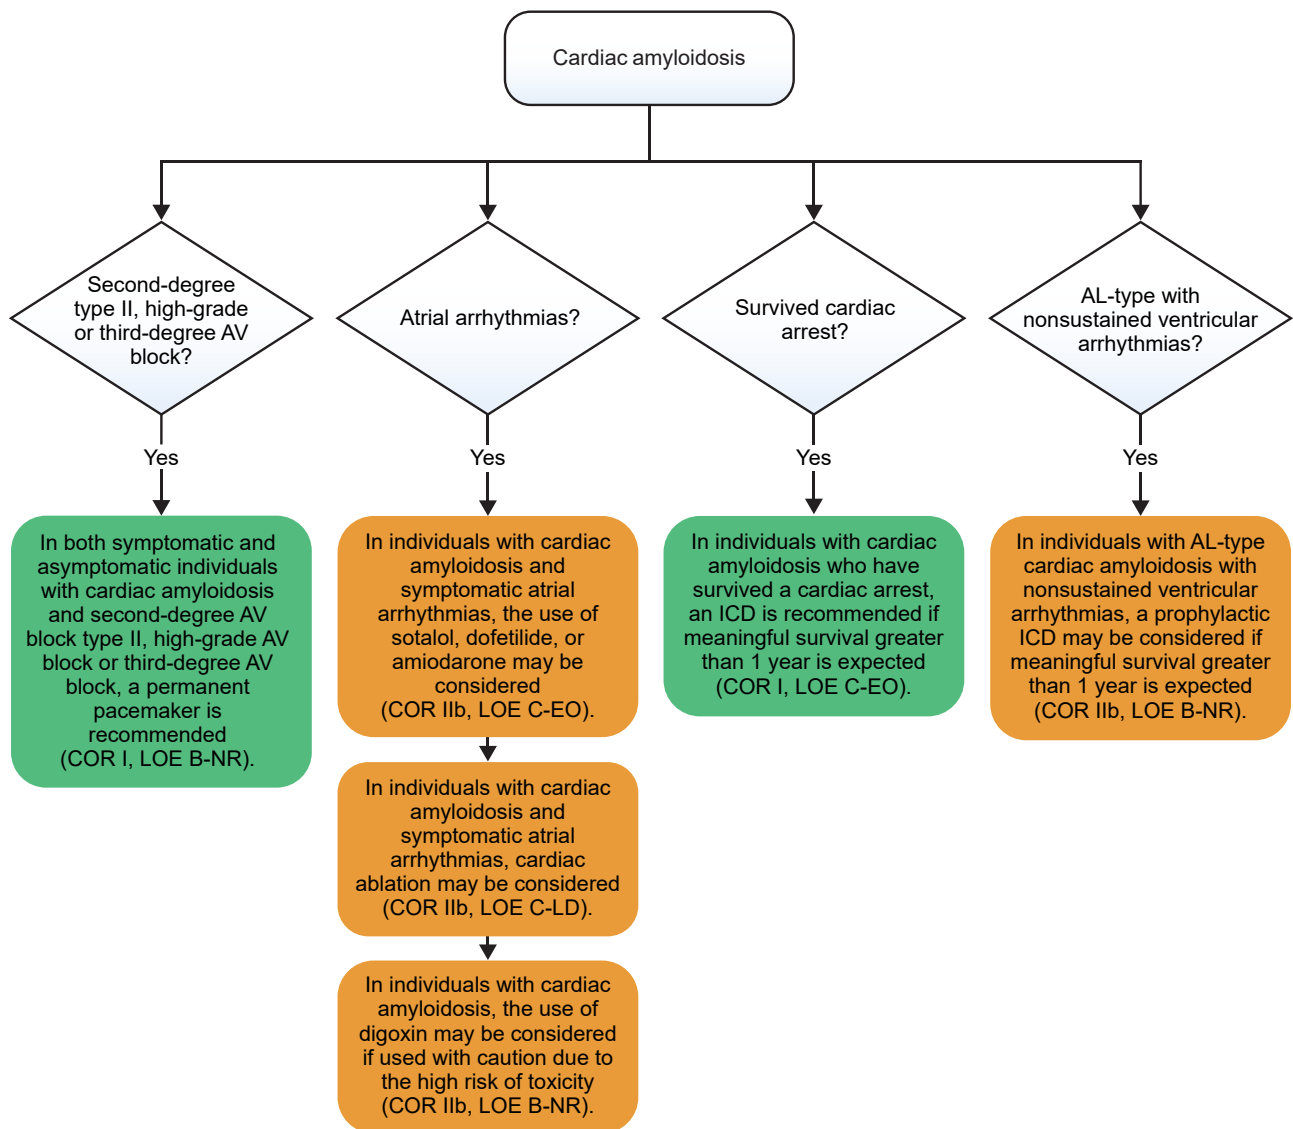 Cardiac amyloidosis
Second-degree
type II, high-grade
or third-degree AV
block?
Atrial arrhythmias?
Survived cardiac
arrest?
AL-type with
nonsustained ventricular
arrhythmias?
Yes
Yes
Yes
Yes
In both symptomatic and
asymptomatic individuals
with cardiac amyloidosis
and second-degree AV
block type II, high-grade AV
block or third-degree AV
block, a permanent
pacemaker is
recommended
(COR I, LOE B-NR).
In individuals with cardiac
amyloidosis and
symptomatic atrial
arrhythmias, the use of
sotalol, dofetilide, or
amiodarone may be
considered
(COR IIb, LOE C-EO).
In individuals with cardiac
amyloidosis and
symptomatic atrial
arrhythmias, cardiac
ablation may be considered
(COR IIb, LOE C-LD).
In individuals with cardiac
amyloidosis, the use of
digoxin may be considered
if used with caution due to
the high risk of toxicity
(COR IIb, LOE B-NR).
In individuals with cardiac
amyloidosis who have
survived a cardiac arrest,
an ICD is recommended if
meaningful survival greater
than 1 year is expected
(COR I, LOE C-EO).
In individuals with AL-type
cardiac amyloidosis with
nonsustained ventricular
arrhythmias, a prophylactic
ICD may be considered if
meaningful survival greater
than 1 year is expected
(COR IIb, LOE B-NR).